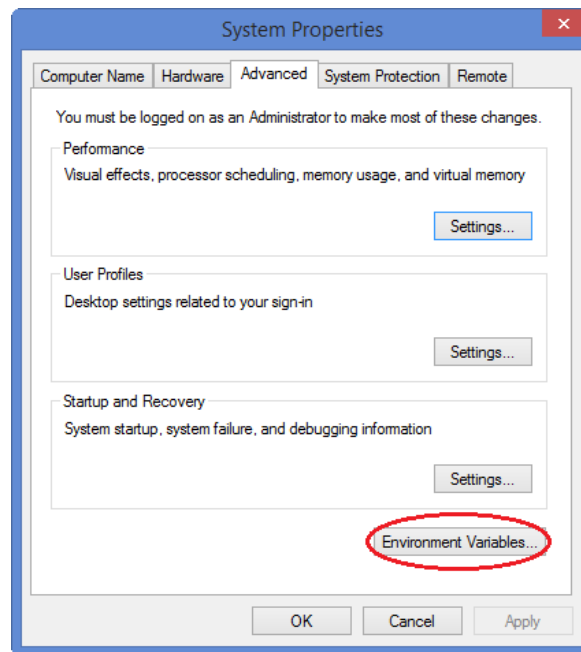 System Properties
Computer Name Hardware Advanced System Protection Remote
You must be logged on as an Administrator to make most of these changes.
Performance
Visual effects, processor scheduling, memory usage, and virtual memory
Settings...
User Profiles
Desktop settings related to your sign-in
Settings...
Startup and Recovery
System startup, system failure, and debugging information
Settings...
Environment Variables...
OK Cancel Apply